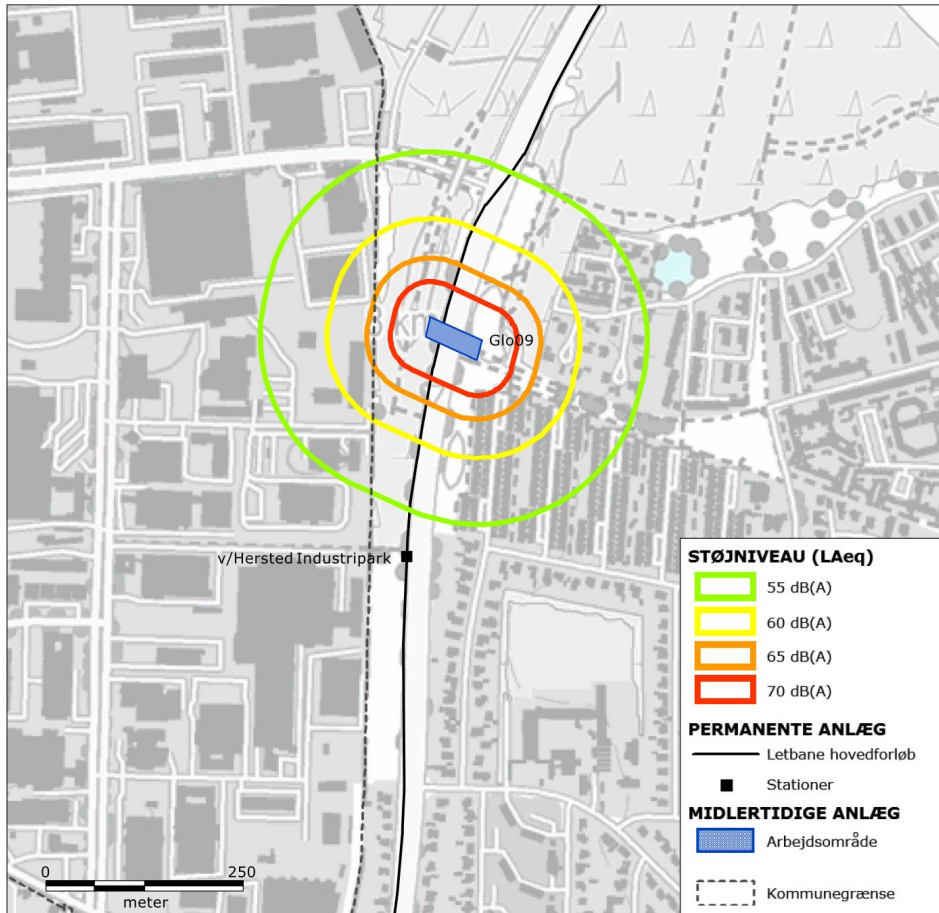 Glo09
v/Hersted Industripark
STØJNIVEAU (LAeq)
55 dB(A)
60 dB(A)
65 dB(A)
70 dB(A)
PERMANENTE ANLÆG
Letbane hovedforløb
Stationer
MIDLERTIDIGE ANLÆG
Arbejdsområde
Kommunegrænse
0 250
meter